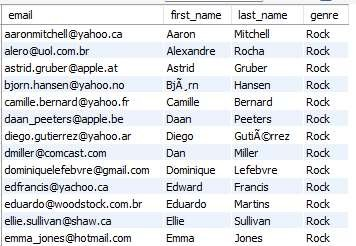 email first_name last_name genre
aaronmitchell@yahoo.ca Aaron Mitchell Rock
alero@uol.com.br Alexandre Rocha Rock
astrid.gruber@apple.at Astrid Gruber Rock
bjorn.hansen@yahoo.no BjÃ¸rn Hansen Rock
camille.bernard@yahoo.fr Camille Bernard Rock
daan_peeters@apple.be Daan Peeters Rock
diego.gutierrez@yahoo.ar Diego GutiÃ©rrez Rock
dmiller@comcast.com Dan Miller Rock
dominiquelefebvre@gmail.com Dominique Lefebvre Rock
edfrancis@yachoo.ca Edward Francis Rock
eduardo@woodstock.com.br Eduardo Martins Rock
ellie.sullivan@shaw.ca Ellie Sullivan Rock
emma_jones@hotmail.com Emma Jones Rock